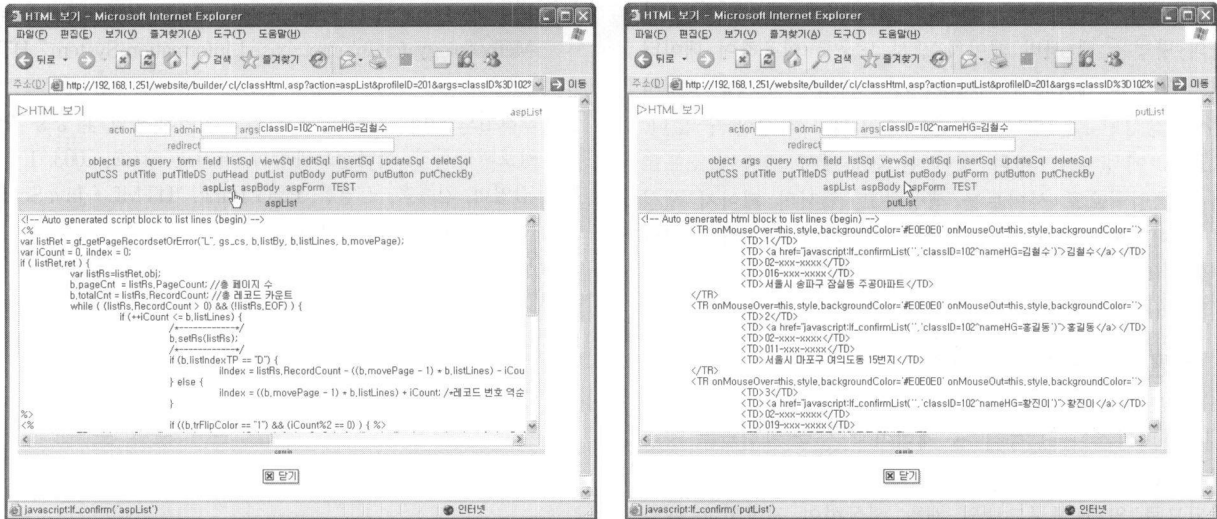 HTML 보기 - Microsoft Internet Explorer
파일(F) 편집(E) 보기(V) 즐겨찾기(A) 도구(T) 도움말(H)
뒤로 검색 즐겨찾기
주소(D) http://192.168.1.251/website/builder/cl/classHtml.asp?action=aspList&profileID=201&args=classID%3D102% 이동
▷HTML 보기 aspList
action admin args classID=102^nameHG=김철수
redirect
object args query form field listSql viewSql editSql insertSql updateSql deleteSql
putCSS putTitle putTitleDS putHead putList putBody putForm putButton putCheckBy
aspList aspBody aspForm TEST
aspList
<!-- Auto generated script block to list lines (begin) -->
<%
var listRet = gf_getPageRecordsetOrError("L", gs_cs, b.listBy, b.listLines, b.movePage);
var iCount = 0, iIndex = 0;
if ( listRet.ret ) {
var listRs=listRet.obj;
b.pageCnt = listRs.PageCount; //총 페이지 수
b.totalCnt = listRs.RecordCount; //총 레코드 카운트
while ( (listRs.RecordCount > 0) && (!listRs.EOF) ) {
if (++iCount <= b.listLines) {
/*-------------*/
b.setRs(listRs);
/*-------------*/
if (b.listIndexTP == "D") {
iIndex = listRs.RecordCount - ((b.movePage - 1) * b.listLines) - iCou
} else {
iIndex = ((b.movePage - 1) * b.listLines) + iCount; /*레코드 번호 역순
}
%>
<% if ((b.trFlipColor == "1") && (iCount%2 == 0) ) { %>
닫기
javascript:lf_confirm('aspList') 인터넷
HTML 보기 - Microsoft Internet Explorer
파일(F) 편집(E) 보기(V) 즐겨찾기(A) 도구(T) 도움말(H)
뒤로 검색 즐겨찾기
주소(D) http://192.168.1.251/website/builder/cl/classHtml.asp?action=putList&profileID=201&args=classID%3D102% 이동
▷HTML 보기 putList
action admin args classID=102^nameHG=김철수
redirect
object args query form field listSql viewSql editSql insertSql updateSql deleteSql
putCSS putTitle putTitleDS putHead putList putBody putForm putButton putCheckBy
aspList aspBody aspForm TEST
putList
<!-- Auto generated html block to list lines (begin) -->
<TR onMouseOver=this.style.backgroundColor='#E0E0E0' onMouseOut=this.style.backgroundColor=''>
<TD>1</TD>
<TD><a href="javascript:lf_confirmList('','classID=102^nameHG=김철수')">김철수</a></TD>
<TD>02-xxx-xxxx</TD>
<TD>016-xxx-xxxx</TD>
<TD>서울시 송파구 잠실동 주공아파트</TD>
</TR>
<TR onMouseOver=this.style.backgroundColor='#E0E0E0' onMouseOut=this.style.backgroundColor=''>
<TD>2</TD>
<TD><a href="javascript:lf_confirmList('','classID=102^nameHG=홍길동')">홍길동</a></TD>
<TD>02-xxx-xxxx</TD>
<TD>011-xxx-xxxx</TD>
<TD>서울시 마포구 여의도동 15번지</TD>
</TR>
<TR onMouseOver=this.style.backgroundColor='#E0E0E0' onMouseOut=this.style.backgroundColor=''>
<TD>3</TD>
<TD><a href="javascript:lf_confirmList('','classID=102^nameHG=황진이')">황진이</a></TD>
<TD>02-xxx-xxxx</TD>
<TD>019-xxx-xxxx</TD>
닫기
javascript:lf_confirm('putList') 인터넷